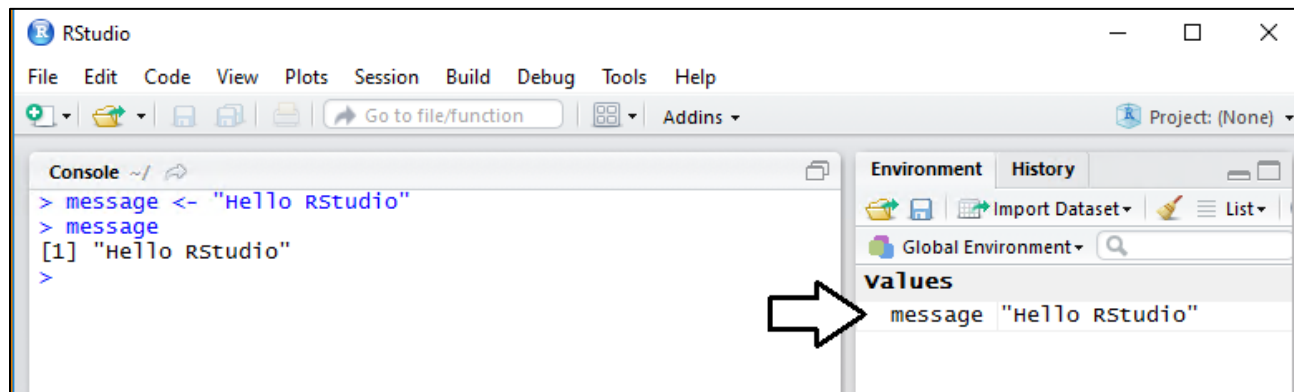 RStudio
File Edit Code View Plots Session Build Debug Tools Help
Go to file/function Addins Project: (None)
Console ~/
> message <- "Hello RStudio"
> message
[1] "Hello RStudio"
>
Environment History
Import Dataset List
Global Environment
Values
message "Hello RStudio"